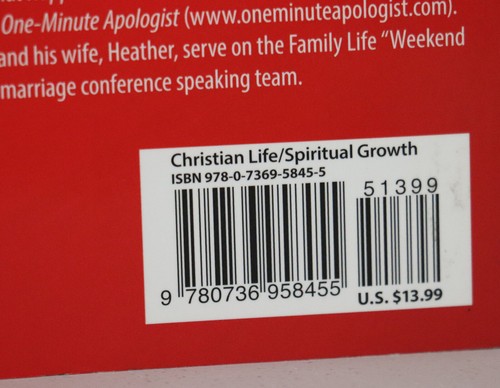 One-Minute Apologist (www.oneminuteapologist.com).
and his wife, Heather, serve on the Family Life “Weekend
marriage conference speaking team.
Christian Life/Spiritual Growth
ISBN 978-0-7369-5845-5
51399
9 780736 958455
U.S. $13.99